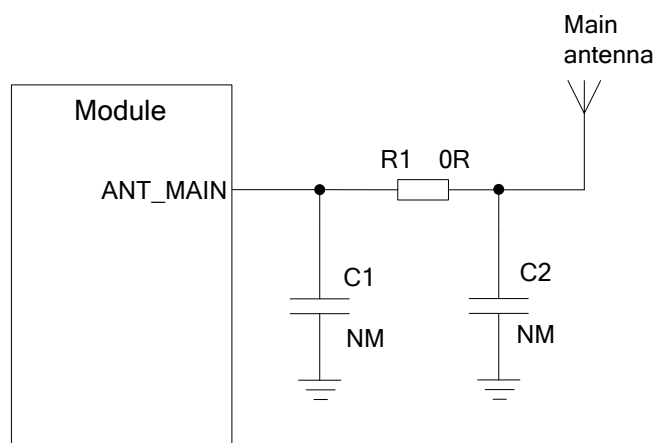 Main
antenna
Module
R1 0R
ANT_MAIN
C1
C2
NM
NM